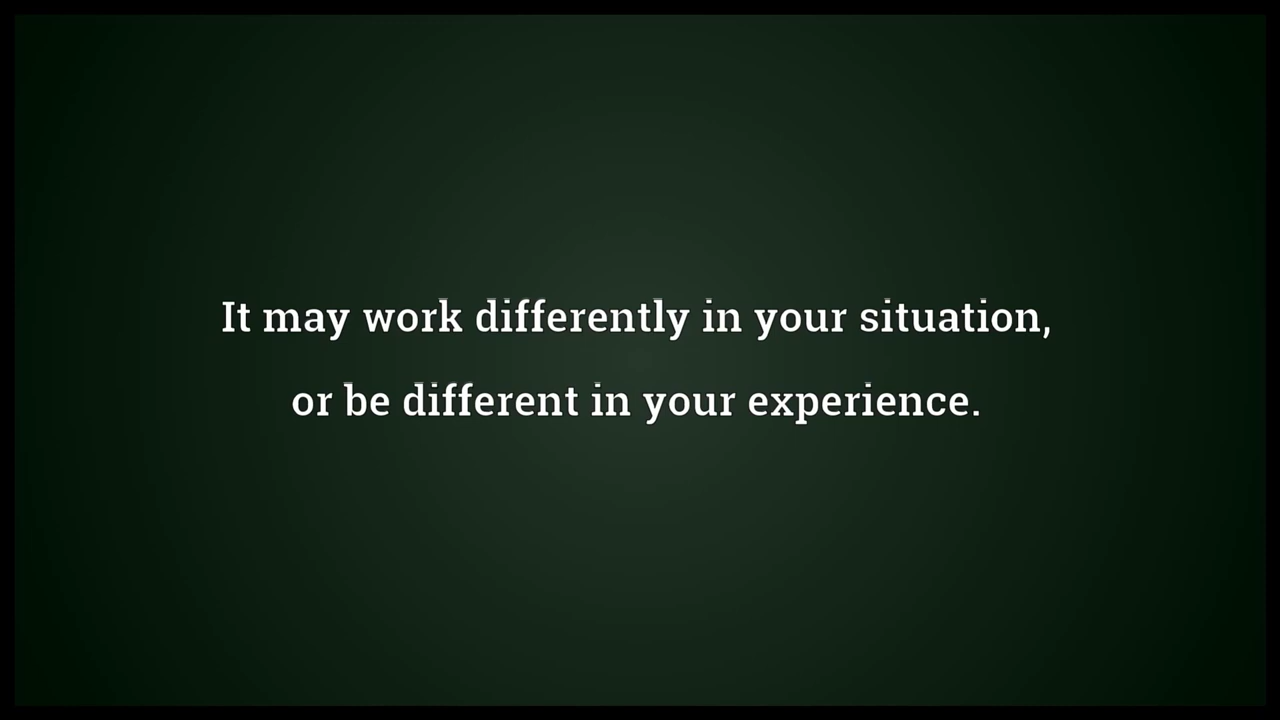 It may work differently in your situation,
or be different in your experience.